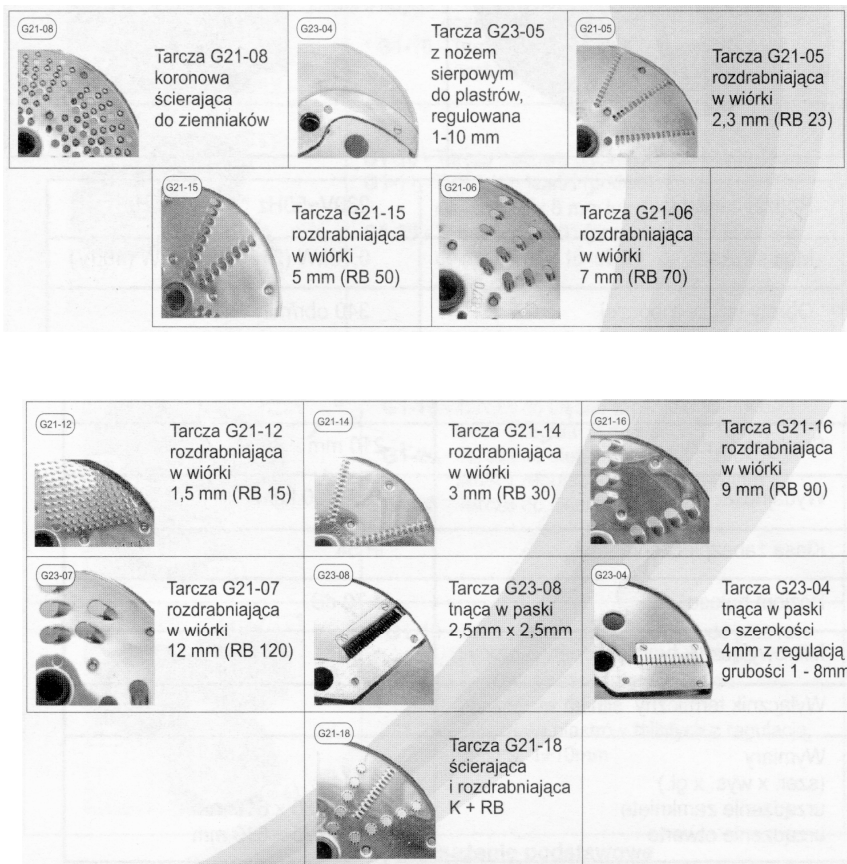 G21-08
Tarcza G21-08
koronowa
ścierająca
do ziemniaków
G23-04
Tarcza G23-05
z nożem
sierpowym
do plastrów,
regulowana
1-10 mm
G21-05
Tarcza G21-05
rozdrabniająca
w wiórki
2,3 mm (RB 23)
G21-15
Tarcza G21-15
rozdrabniająca
w wiórki
5 mm (RB 50)
G21-06
Tarcza G21-06
rozdrabniająca
w wiórki
7 mm (RB 70)
G21-12
Tarcza G21-12
rozdrabniająca
w wiórki
1,5 mm (RB 15)
G21-14
Tarcza G21-14
rozdrabniająca
w wiórki
3 mm (RB 30)
G21-16
Tarcza G21-16
rozdrabniająca
w wiórki
9 mm (RB 90)
G23-07
Tarcza G21-07
rozdrabniająca
w wiórki
12 mm (RB 120)
G23-08
Tarcza G23-08
tnąca w paski
2,5mm x 2,5mm
G23-04
Tarcza G23-04
tnąca w paski
o szerokości
4mm z regulacją
grubości 1 - 8mm
G21-18
Tarcza G21-18
ścierająca
i rozdrabniająca
K + RB